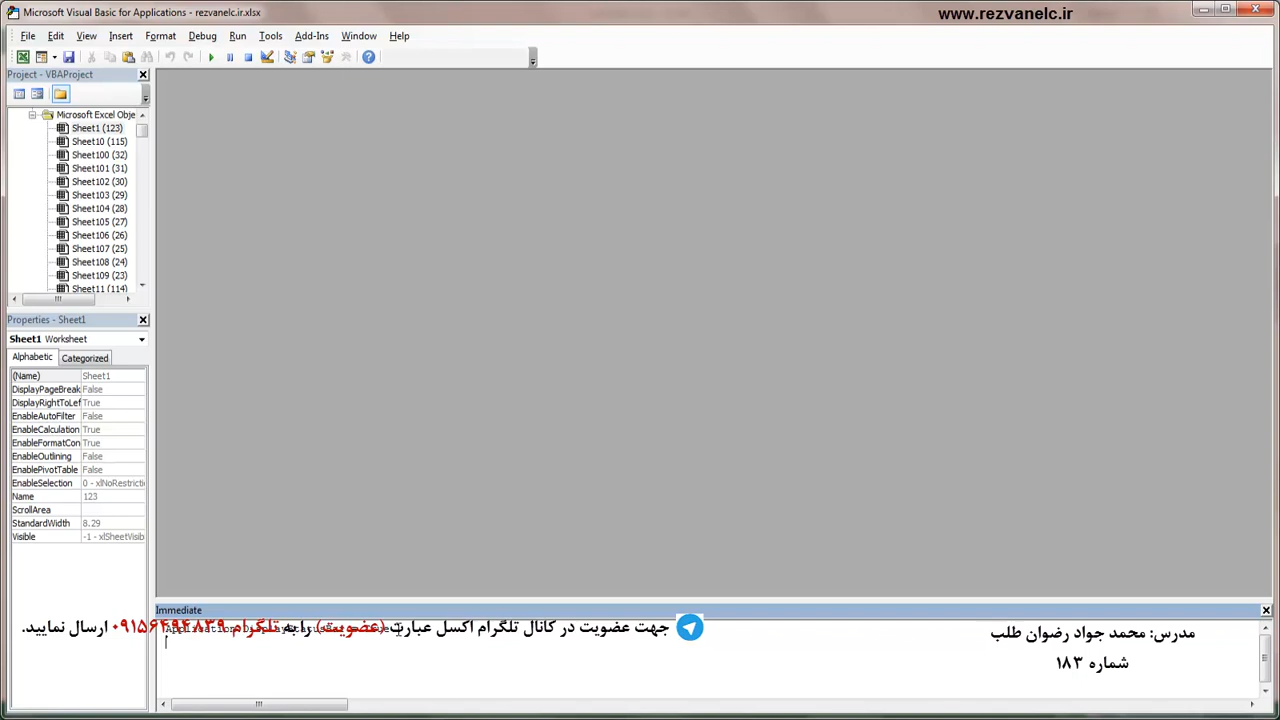 Microsoft Visual Basic for Applications - rezvanelc.ir.xlsx
www.rezvanelc.ir
File Edit View Insert Format Debug Run Tools Add-Ins Window Help
Project - VBAProject
Microsoft Excel Obje
Sheet1 (123)
Sheet10 (115)
Sheet100 (32)
Sheet101 (31)
Sheet102 (30)
Sheet103 (29)
Sheet104 (28)
Sheet105 (27)
Sheet106 (26)
Sheet107 (25)
Sheet108 (24)
Sheet109 (23)
Sheet11 (114)
Properties - Sheet1
Sheet1 Worksheet
Alphabetic Categorized
(Name) Sheet1
DisplayPageBreak False
DisplayRightToLef True
EnableAutoFilter False
EnableCalculation True
EnableFormatCon True
EnableOutlining False
EnablePivotTable False
EnableSelection 0 - xlNoRestricti
Name 123
ScrollArea
StandardWidth 8.29
Visible -1 - xlSheetVisib
Immediate
جهت عضویت در کانال تلگرام اکسل عبارت (عضویت) را به تلگرام ۰۹۱۵۶۴۹۴۸۳۹ ارسال نمایید.
مدرس: محمد جواد رضوان طلب
شماره ۱۸۳